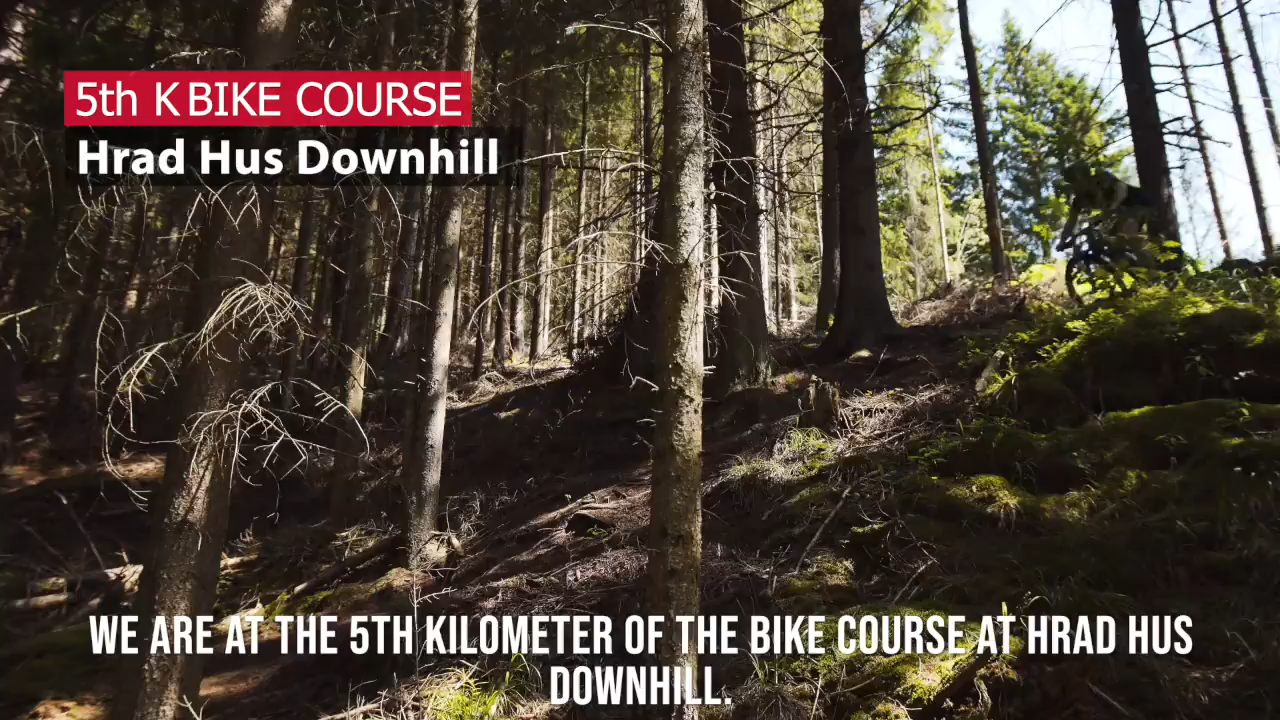 5th K BIKE COURSE
Hrad Hus Downhill
WE ARE AT THE 5TH KILOMETER OF THE BIKE COURSE AT HRAD HUS
DOWNHILL.